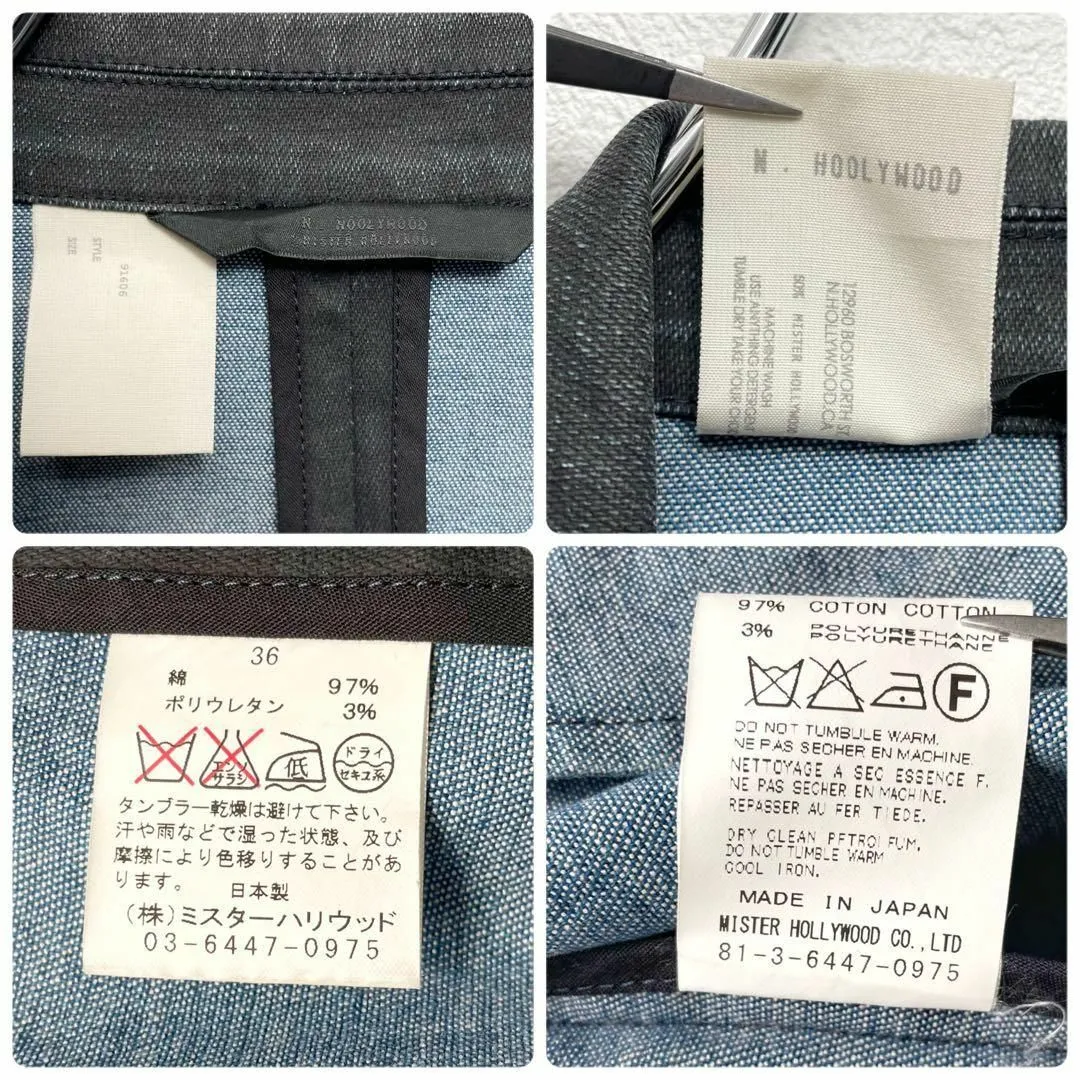 N. HOOLYWOOD
MISTER HOLLYWOOD
STYLE 91606
SIZE
N. HOOLYWOOD
12960 BOSWORTH ST
N.HOLLYWOOD.CA
50% MISTER HOLLYWOOD
MACHINE WASH
USE ANYTHING DERERGEN
TUMBLE DRY TAKE YOUR CHOI
36
綿 97%
ポリウレタン 3%
エンソ
サラシ
低
ドライ
セキユ系
タンブラー乾燥は避けて下さい。
汗や雨などで湿った状態、及び
摩擦により色移りすることがあ
ります。 日本製
(株)ミスターハリウッド
03-6447-0975
97% COTON COTTON
3% POLYURETHANNE
POLYURETHANE
F
DO NOT TUMBULE WARM.
NE PAS SECHER EN MACHINE.
NETTOYAGE A SEC ESSENCE F.
NE PAS SECHER EN MACHINE.
REPASSER AU FER TIEDE.
DRY CLEAN PETROLEUM.
DO NOT TUMBLE WARM
COOL IRON.
MADE IN JAPAN
MISTER HOLLYWOOD CO., LTD
81-3-6447-0975